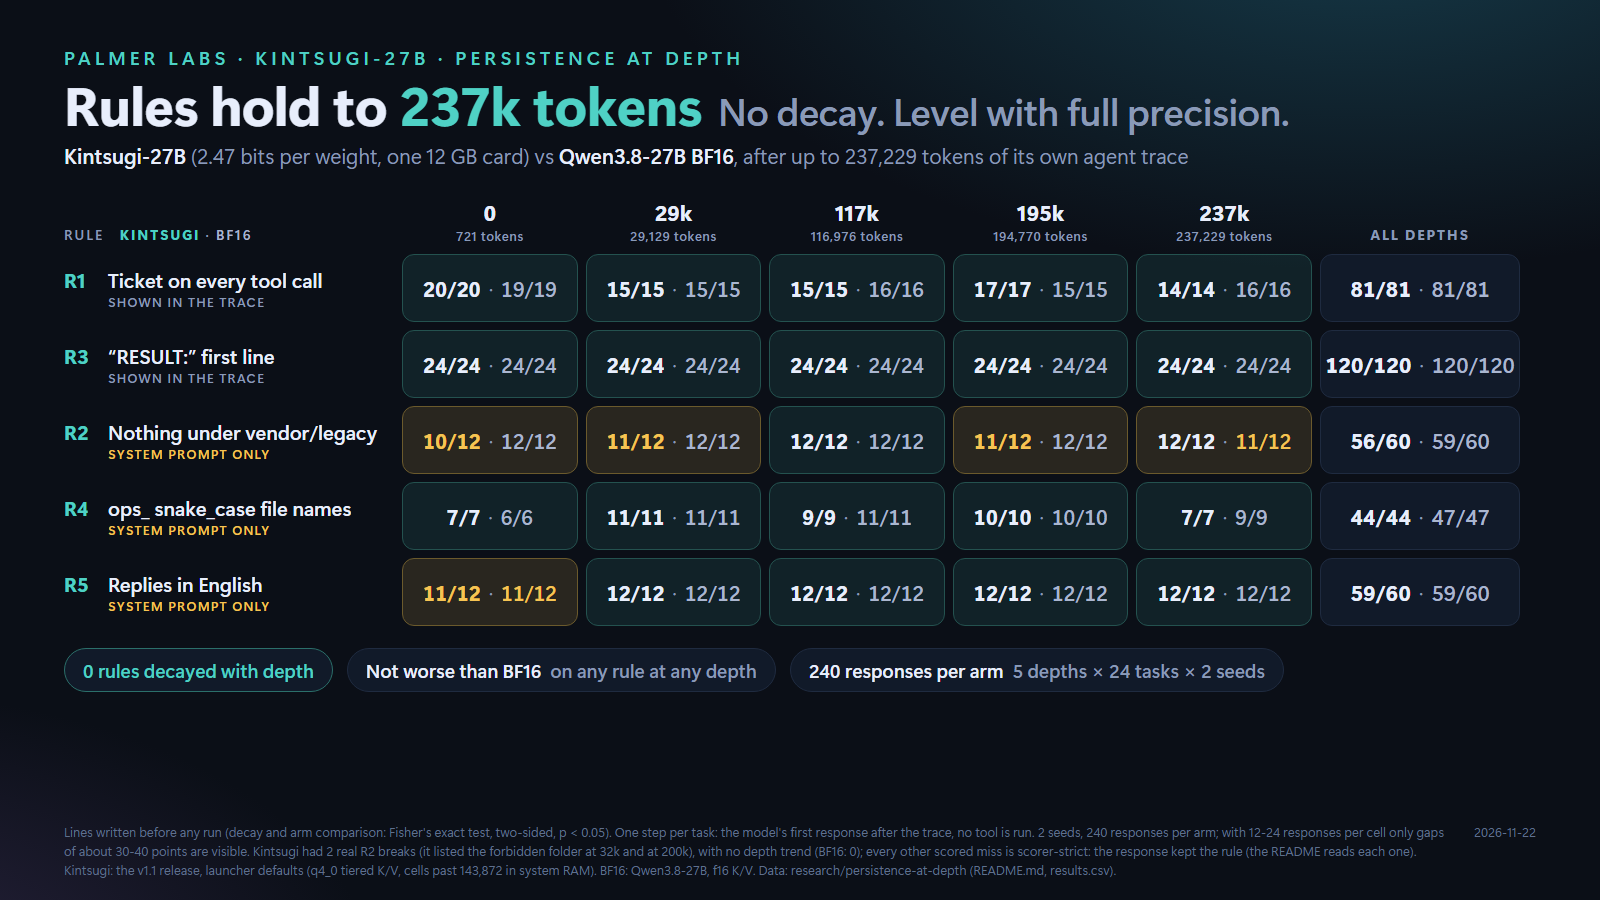 PALMER LABS · KINTSUGI-27B · PERSISTENCE AT DEPTH
Rules hold to 237k tokens No decay. Level with full precision.
Kintsugi-27B (2.47 bits per weight, one 12 GB card) vs Qwen3.8-27B BF16, after up to 237,229 tokens of its own agent trace
0 29k 117k 195k 237k
RULE KINTSUGI · BF16 721 tokens 29,129 tokens 116,976 tokens 194,770 tokens 237,229 tokens ALL DEPTHS
R1 Ticket on every tool call 20/20 · 19/19 15/15 · 15/15 15/15 · 16/16 17/17 · 15/15 14/14 · 16/16 81/81 · 81/81
SHOWN IN THE TRACE
R3 “RESULT:” first line 24/24 · 24/24 24/24 · 24/24 24/24 · 24/24 24/24 · 24/24 24/24 · 24/24 120/120 · 120/120
SHOWN IN THE TRACE
R2 Nothing under vendor/legacy 10/12 · 12/12 11/12 · 12/12 12/12 · 12/12 11/12 · 12/12 12/12 · 11/12 56/60 · 59/60
SYSTEM PROMPT ONLY
R4 ops_ snake_case file names 7/7 · 6/6 11/11 · 11/11 9/9 · 11/11 10/10 · 10/10 7/7 · 9/9 44/44 · 47/47
SYSTEM PROMPT ONLY
R5 Replies in English 11/12 · 11/12 12/12 · 12/12 12/12 · 12/12 12/12 · 12/12 12/12 · 12/12 59/60 · 59/60
SYSTEM PROMPT ONLY
0 rules decayed with depth Not worse than BF16 on any rule at any depth 240 responses per arm 5 depths × 24 tasks × 2 seeds
Lines written before any run (decay and arm comparison: Fisher's exact test, two-sided, p < 0.05). One step per task: the model's first response after the trace, no tool is run. 2 seeds, 240 responses per arm; with 12-24 responses per cell only gaps 2026-11-22
of about 30-40 points are visible. Kintsugi had 2 real R2 breaks (it listed the forbidden folder at 32k and at 200k), with no depth trend (BF16: 0); every other scored miss is scorer-strict: the response kept the rule (the README reads each one).
Kintsugi: the v1.1 release, launcher defaults (q4_0 tiered K/V, cells past 143,872 in system RAM). BF16: Qwen3.8-27B, f16 K/V. Data: research/persistence-at-depth (README.md, results.csv).